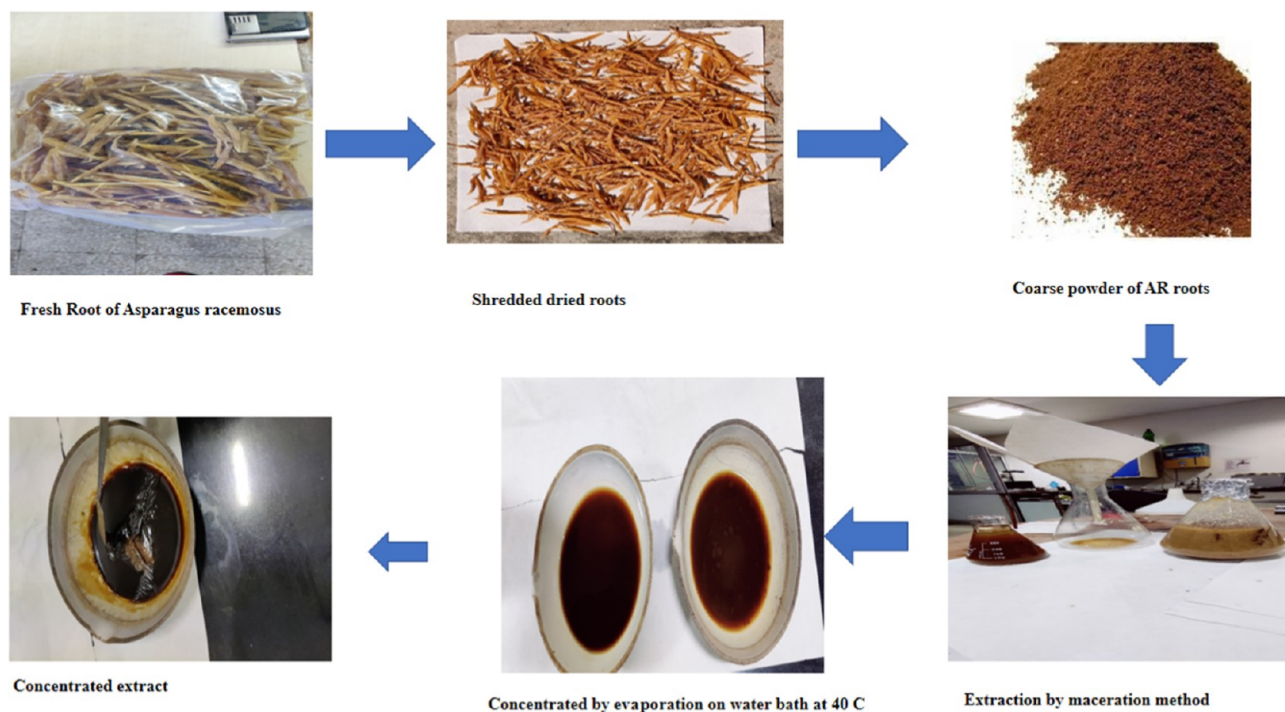 Fresh Root of Asparagus racemosus
Shredded dried roots
Coarse powder of AR roots
Concentrated extract
Concentrated by evaporation on water bath at 40 C
Extraction by maceration method